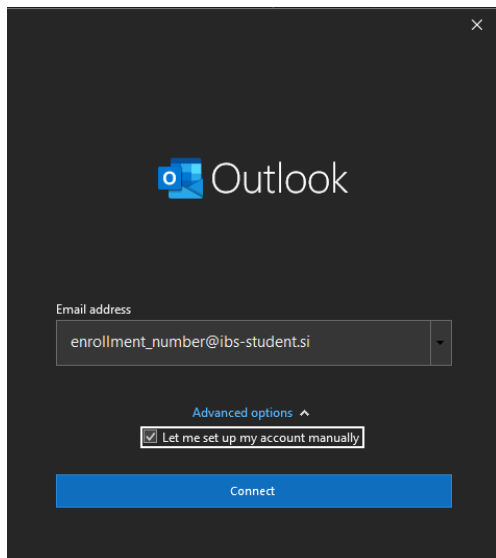 Outlook
Email address
enrollment_number@ibs-student.si
Advanced options
Let me set up my account manually
Connect